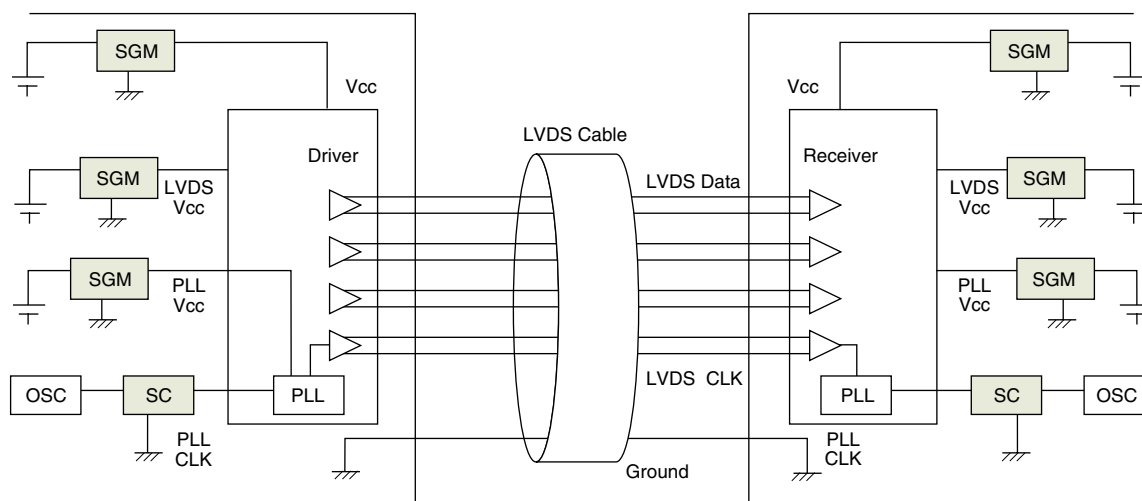 SGM
SGM
Vcc
Vcc
LVDS Cable
Driver
Receiver
SGM
LVDS Data
SGM
LVDS
Vcc
LVDS
Vcc
SGM
PLL
Vcc
PLL
Vcc
SGM
OSC
SC
PLL
LVDS CLK
PLL
SC
OSC
PLL
CLK
PLL
CLK
Ground